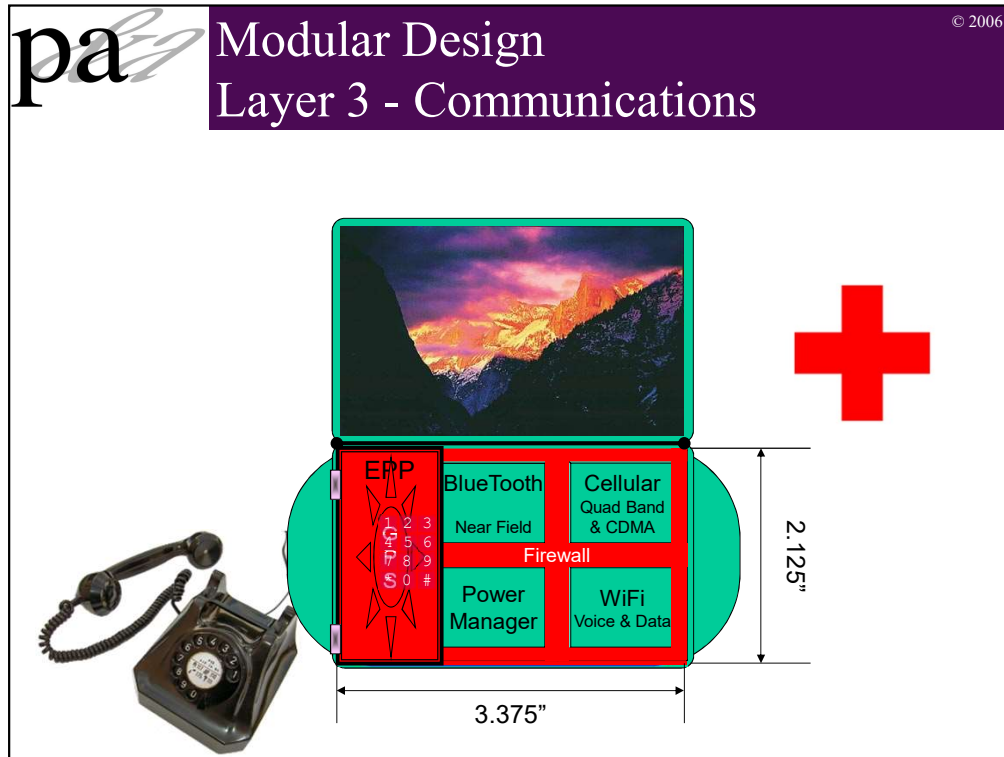 pa
Modular Design
Layer 3 - Communications
© 2006
EPP
1 2 3
4 5 6
7 8 9
* 0 #
GPS
BlueTooth
Near Field
Cellular
Quad Band
& CDMA
Firewall
Power
Manager
WiFi
Voice & Data
2.125”
3.375”